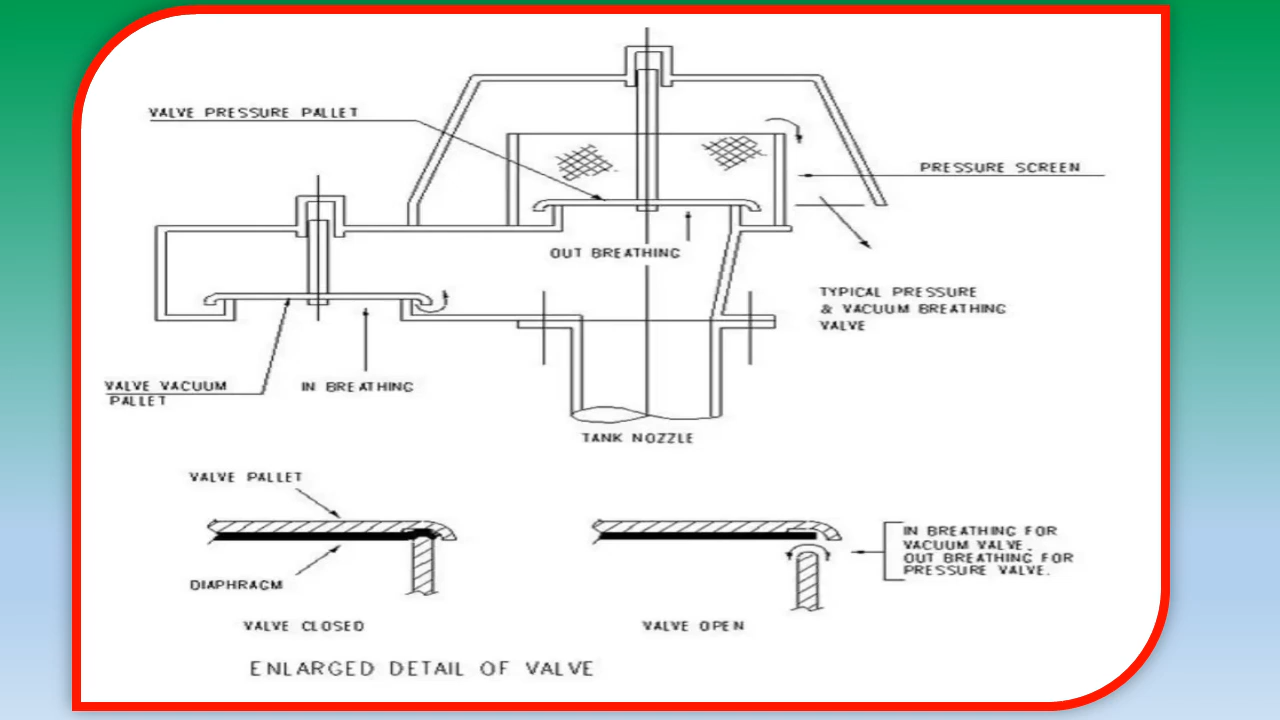 VALVE PRESSURE PALLET
PRESSURE SCREEN
OUT BREATHING
TYPICAL PRESSURE
& VACUUM BREATHING
VALVE
VALVE VACUUM
PALLET
IN BREATHING
TANK NOZZLE
VALVE PALLET
IN BREATHING FOR
VACUUM VALVE.
OUT BREATHING FOR
PRESSURE VALVE.
DIAPHRAGM
VALVE CLOSED
VALVE OPEN
ENLARGED DETAIL OF VALVE